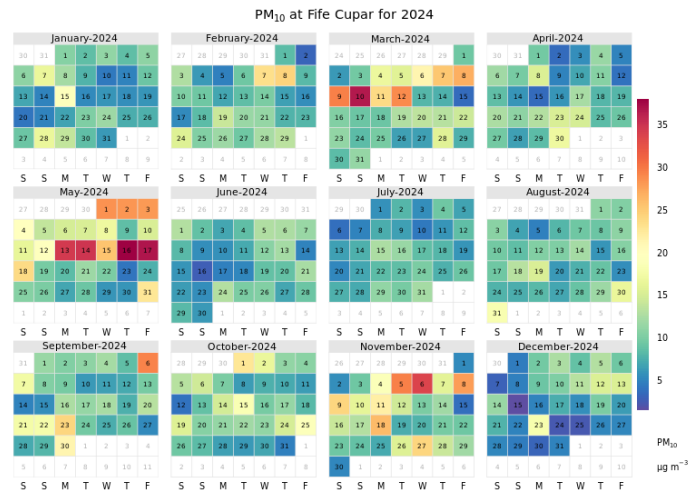 PM10 at Fife Cupar for 2024
January-2024
30 31 1 2 3 4 5
6 7 8 9 10 11 12
13 14 15 16 17 18 19
20 21 22 23 24 25 26
27 28 29 30 31 1 2
3 4 5 6 7 8 9
S S M T W T F
February-2024
27 28 29 30 31 1 2
3 4 5 6 7 8 9
10 11 12 13 14 15 16
17 18 19 20 21 22 23
24 25 26 27 28 29 1
2 3 4 5 6 7 8
S S M T W T F
March-2024
24 25 26 27 28 29 1
2 3 4 5 6 7 8
9 10 11 12 13 14 15
16 17 18 19 20 21 22
23 24 25 26 27 28 29
30 31
S S M T W T F
April-2024
30 31 1 2 3 4 5
6 7 8 9 10 11 12
13 14 15 16 17 18 19
20 21 22 23 24 25 26
27 28 29 30 1 2 3
4 5 6 7 8 9 10
S S M T W T F
May-2024
27 28 29 30 1 2 3
4 5 6 7 8 9 10
11 12 13 14 15 16 17
18 19 20 21 22 23 24
25 26 27 28 29 30 31
1 2 3 4 5 6 7
S S M T W T F
June-2024
25 26 27 28 29 30 31
1 2 3 4 5 6 7
8 9 10 11 12 13 14
15 16 17 18 19 20 21
22 23 24 25 26 27 28
29 30
S S M T W T F
July-2024
29 30 1 2 3 4 5
6 7 8 9 10 11 12
13 14 15 16 17 18 19
20 21 22 23 24 25 26
27 28 29 30 31 1 2
3 4 5 6 7 8 9
S S M T W T F
August-2024
27 28 29 30 31 1 2
3 4 5 6 7 8 9
10 11 12 13 14 15 16
17 18 19 20 21 22 23
24 25 26 27 28 29 30
31 1 2 3 4 5 6
S S M T W T F
September-2024
31 1 2 3 4 5 6
7 8 9 10 11 12 13
14 15 16 17 18 19 20
21 22 23 24 25 26 27
28 29 30 1 2 3 4
5 6 7 8 9 10 11
S S M T W T F
October-2024
28 29 30 1 2 3 4
5 6 7 8 9 10 11
12 13 14 15 16 17 18
19 20 21 22 23 24 25
26 27 28 29 30 31 1
2 3 4 5 6 7 8
S S M T W T F
November-2024
26 27 28 29 30 31 1
2 3 4 5 6 7 8
9 10 11 12 13 14 15
16 17 18 19 20 21 22
23 24 25 26 27 28 29
30 1 2 3 4 5 6
S S M T W T F
December-2024
30 1 2 3 4 5 6
7 8 9 10 11 12 13
14 15 16 17 18 19 20
21 22 23 24 25 26 27
28 29 30 31 1 2 3
4 5 6 7 8 9 10
S S M T W T F
35
30
25
20
15
10
5
PM10
µg m−3